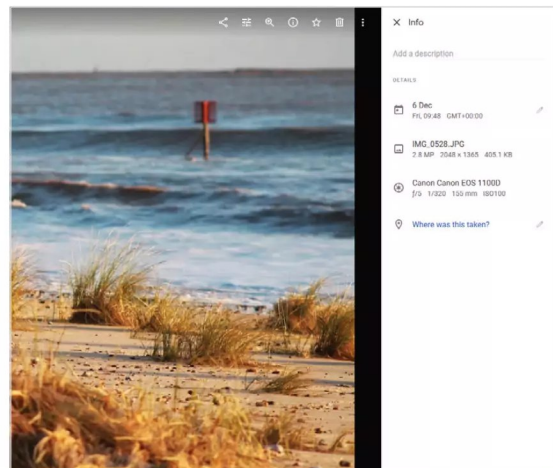 Info
Add a description
DETAILS
6 Dec
Fri, 09:48 GMT+00:00
IMG_0528.JPG
2.8 MP 2048 x 1365 405.1 KB
Canon Canon EOS 1100D
ƒ/5 1/320 155 mm ISO100
Where was this taken?